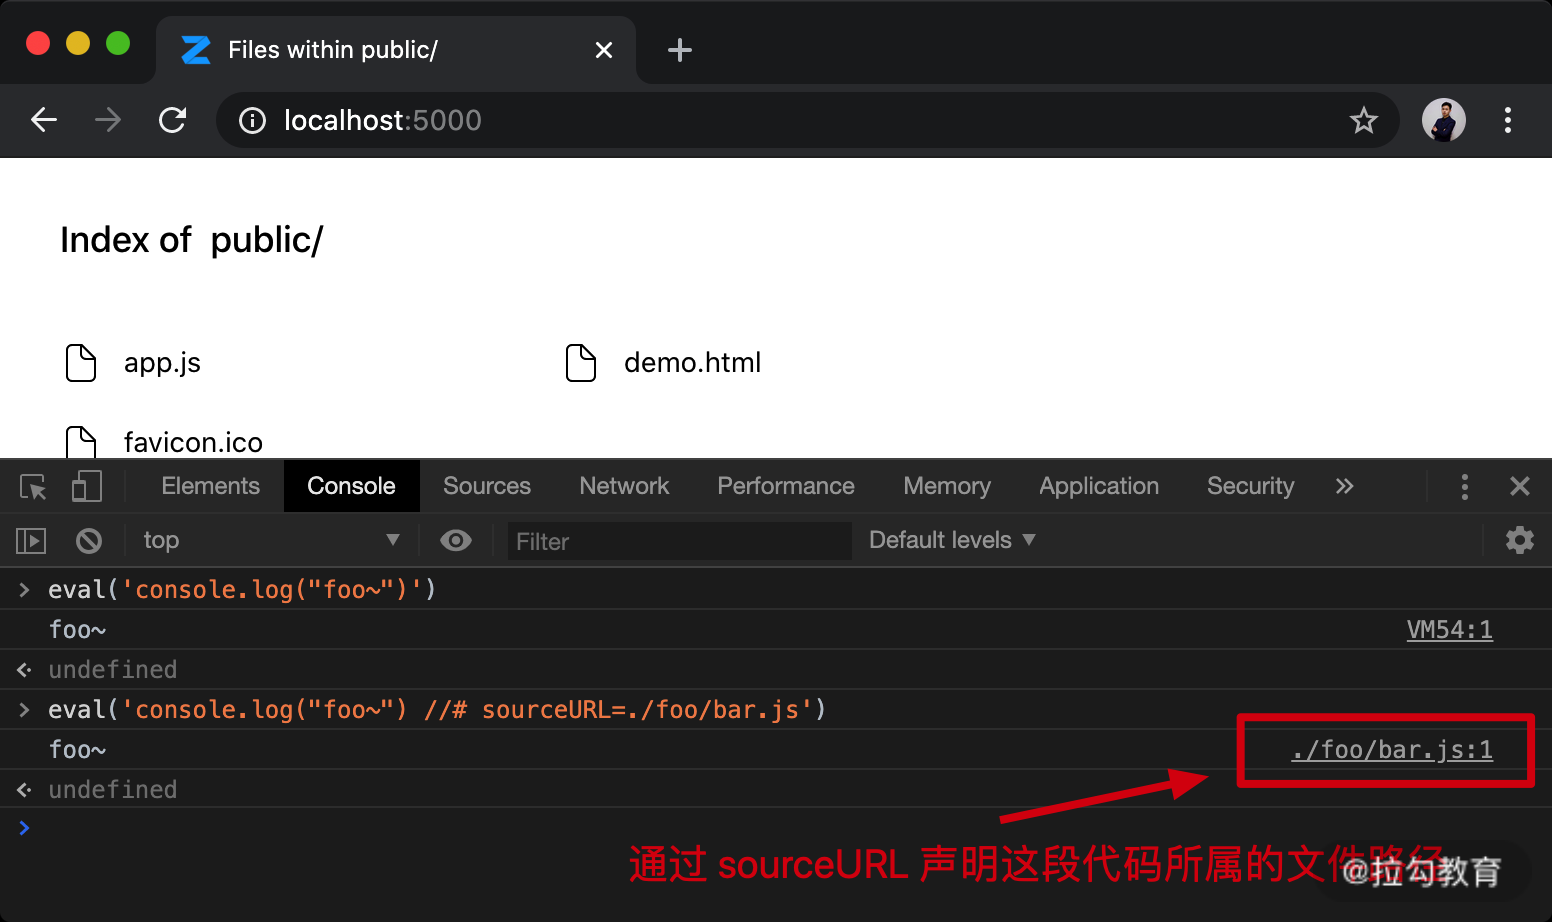 Files within public/
localhost:5000
Index of public/
app.js
demo.html
favicon.ico
Elements Console Sources Network Performance Memory Application Security »
top Filter Default levels
> eval('console.log("foo~")')
foo~ VM54:1
undefined
> eval('console.log("foo~") //# sourceURL=./foo/bar.js')
foo~ ./foo/bar.js:1
undefined
>
通过 sourceURL 声明这段代码所属的文件路径
@拉勾教育